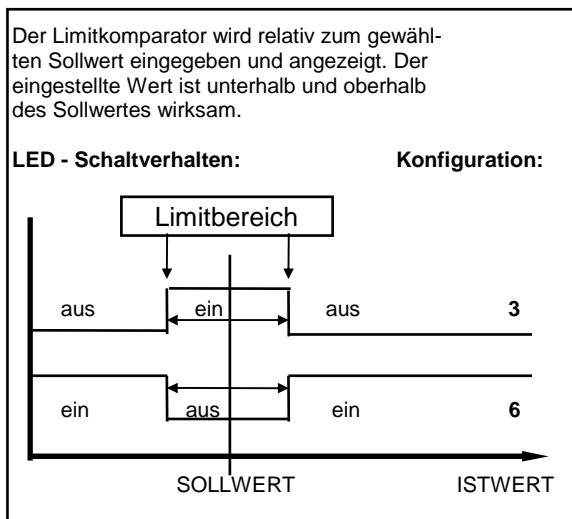 Der Limitkomparator wird relativ zum gewähl-
ten Sollwert eingegeben und angezeigt. Der
eingestellte Wert ist unterhalb und oberhalb
des Sollwertes wirksam.
LED - Schaltverhalten: Konfiguration:
Limitbereich
aus ein aus 3
ein aus ein 6
SOLLWERT ISTWERT